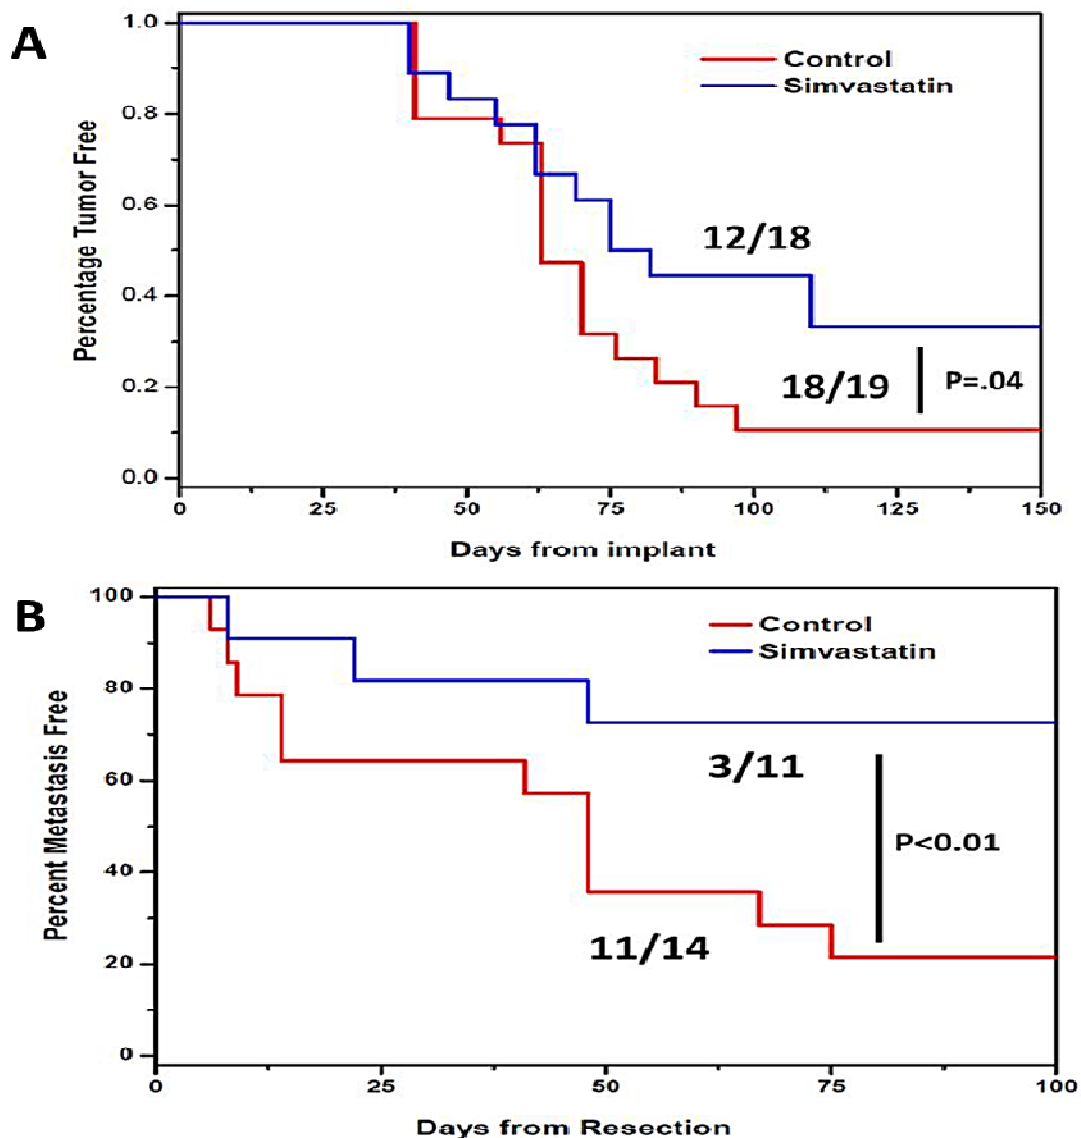 A
Percentage Tumor Free
1.0
0.8
0.6
0.4
0.2
0.0
Control
Simvastatin
12/18
18/19
P=.04
0 25 50 75 100 125 150
Days from implant
B
Percent Metastasis Free
100
80
60
40
20
0
Control
Simvastatin
3/11
P<0.01
11/14
0 25 50 75 100
Days from Resection